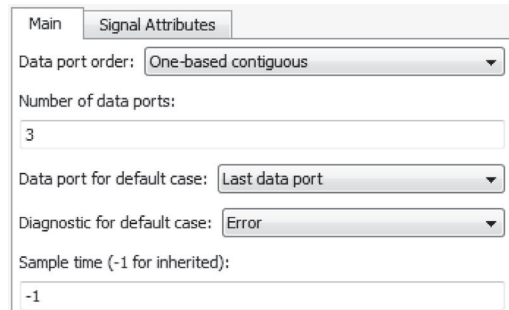 Main Signal Attributes
Data port order: One-based contiguous
Number of data ports:
3
Data port for default case: Last data port
Diagnostic for default case: Error
Sample time (-1 for inherited):
-1